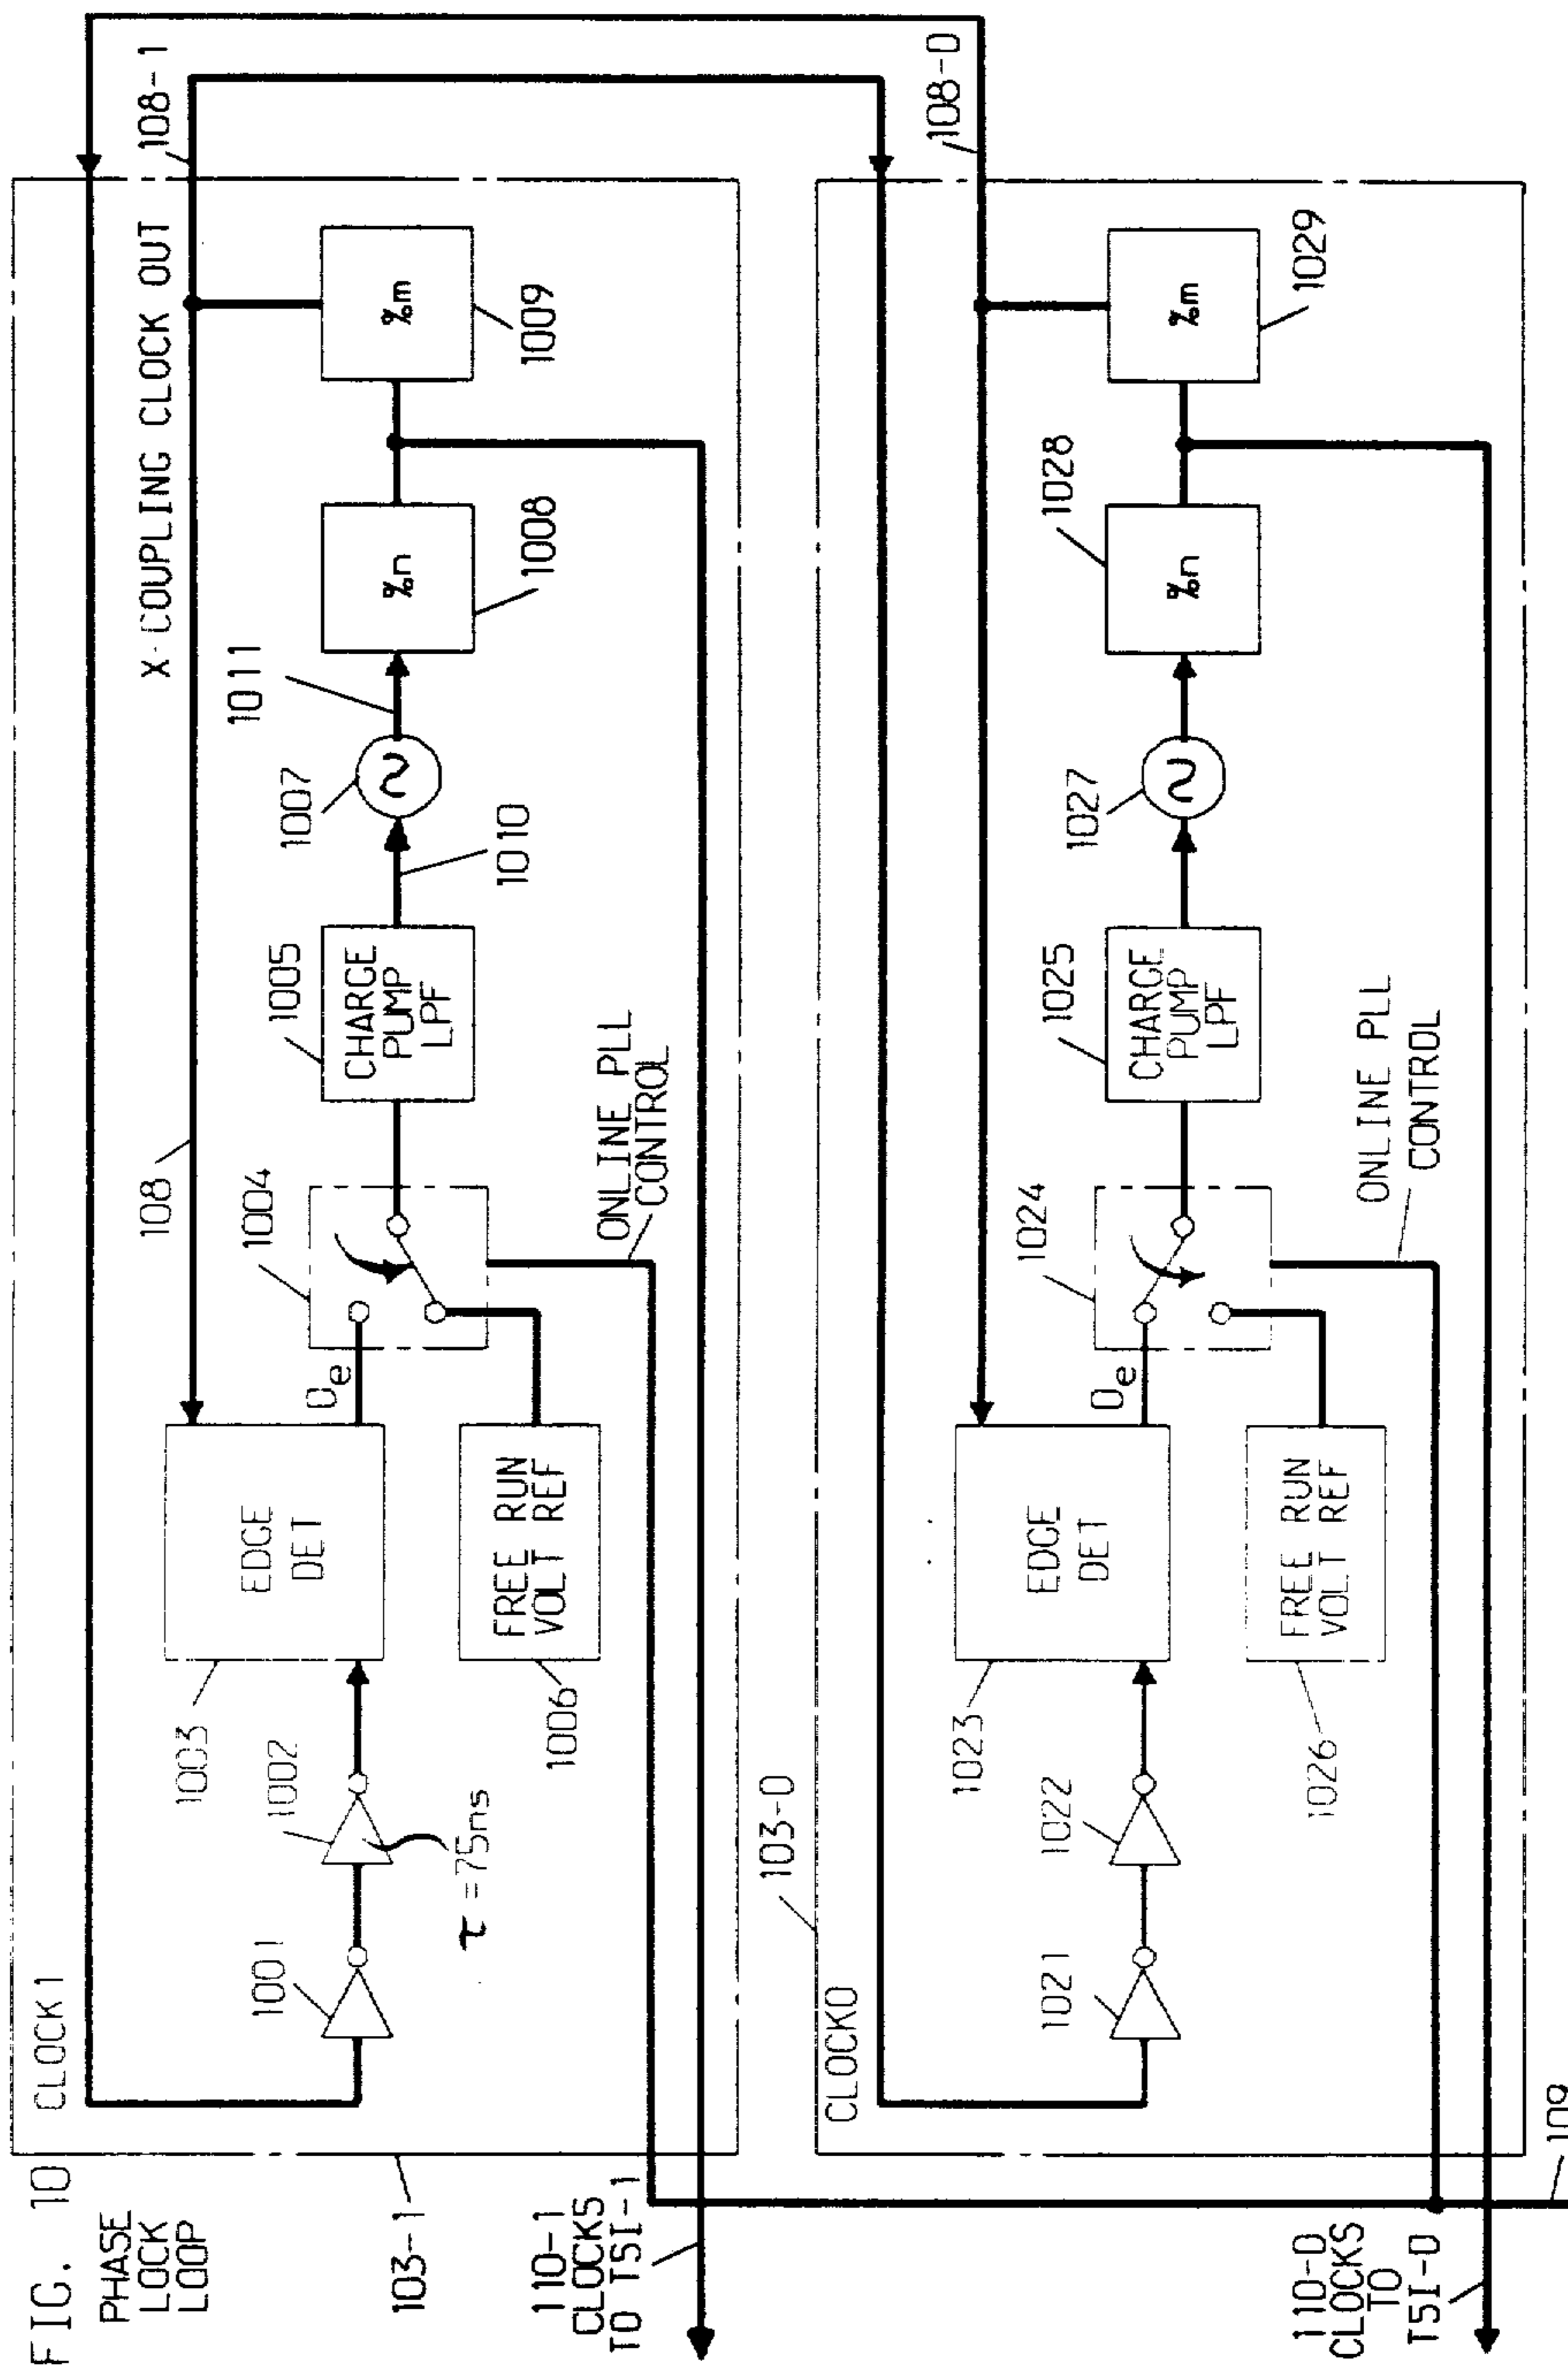 FIG. 10
PHASE
LOCK
LOOP
103-1
110-1
CLOCKS
TO TSI-1
110-0
CLOCKS
TO
TSI-0
109
CLOCK1
X-COUPLING CLOCK OUT
108-1
108
1001
1002
τ = 75ns
1003
EDGE
DET
De
1006
FREE RUN
VOLT REF
1004
ONLINE PLL
CONTROL
1005
CHARGE
PUMP
LPF
1010
1007
1011
%n
1008
%m
1009
103-0
CLOCK0
108-0
1021
1022
1023
EDGE
DET
De
1026
FREE RUN
VOLT REF
1024
ONLINE PLL
CONTROL
1025
CHARGE
PUMP
LPF
1027
%n
1028
%m
1029